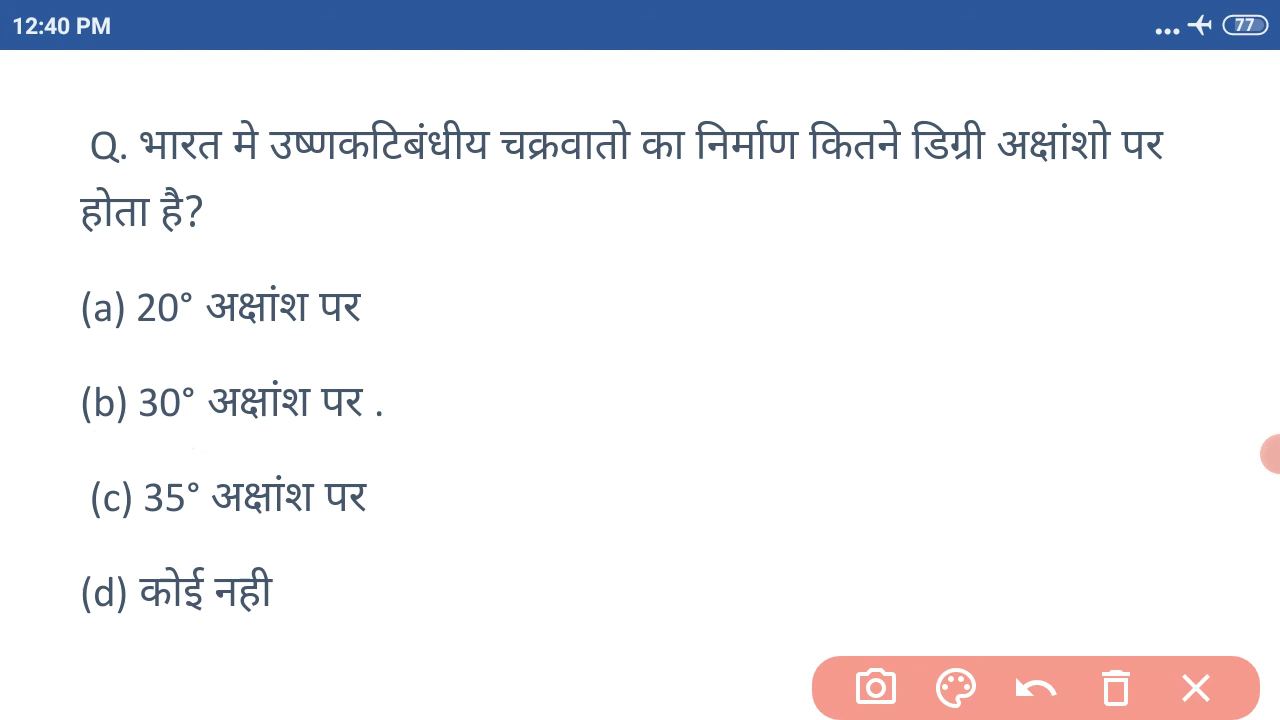 12:40 PM
77
Q. भारत मे उष्णकटिबंधीय चक्रवातो का निर्माण कितने डिग्री अक्षांशो पर
होता है?
(a) 20° अक्षांश पर
(b) 30° अक्षांश पर .
(c) 35° अक्षांश पर
(d) कोई नही